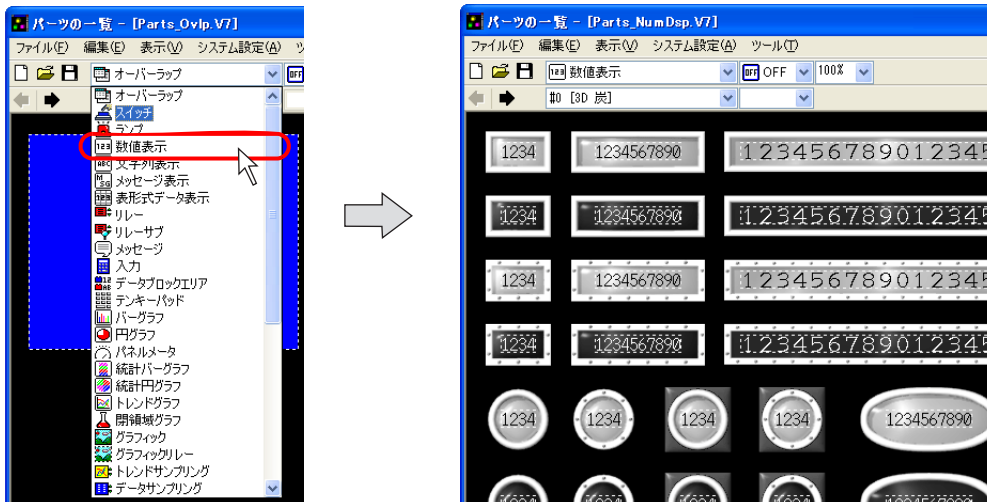 パーツの一覧 - [Parts_Ovlp.V7]
ファイル(F) 編集(E) 表示(V) システム設定(A)
オーバーラップ
オーバーラップ
スイッチ
ランプ
123 数値表示
ABC 文字列表示
MSG メッセージ表示
表形式データ表示
リレー
リレーサブ
メッセージ
入力
データブロックエリア
テンキーパッド
バーグラフ
円グラフ
パネルメータ
統計バーグラフ
統計円グラフ
トレンドグラフ
閉領域グラフ
グラフィック
グラフィックリレー
トレンドサンプリング
データサンプリング
パーツの一覧 - [Parts_NumDsp.V7]
ファイル(F) 編集(E) 表示(V) システム設定(A) ツール(T)
123 数値表示 OFF OFF 100%
#0 [3D 炭]
1234 1234567890 123456789012345
1234 1234567890 123456789012345
1234 1234567890 123456789012345
1234 1234567890 123456789012345
1234 1234 1234 1234 1234567890